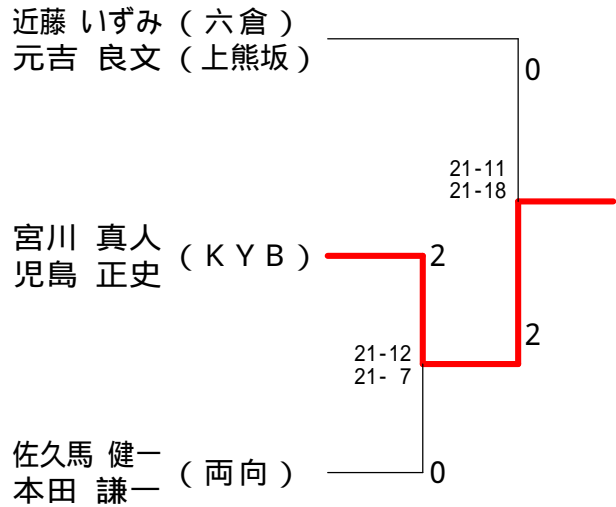 近藤 いずみ ( 六倉 )
元吉 良文 ( 上熊坂 )
0
21-11
21-18
宮川 真人
児島 正史
( K Y B )
2
2
21-12
21- 7
佐久馬 健一
本田 謙一
( 両向 )
0